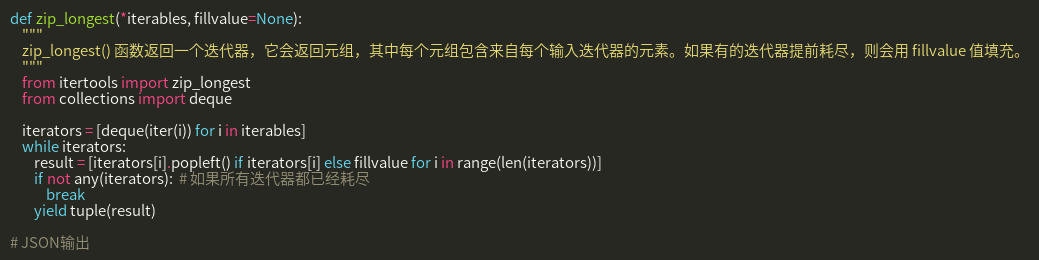 def zip_longest(*iterables, fillvalue=None):
    """
    zip_longest() 函数返回一个迭代器，它会返回元组，其中每个元组包含来自每个输入迭代器的元素。如果有的迭代器提前耗尽，则会用 fillvalue 值填充。
    """
    from itertools import zip_longest
    from collections import deque

    iterators = [deque(iter(i)) for i in iterables]
    while iterators:
        result = [iterators[i].popleft() if iterators[i] else fillvalue for i in range(len(iterators))]
        if not any(iterators):  # 如果所有迭代器都已经耗尽
            break
        yield tuple(result)

# JSON输出